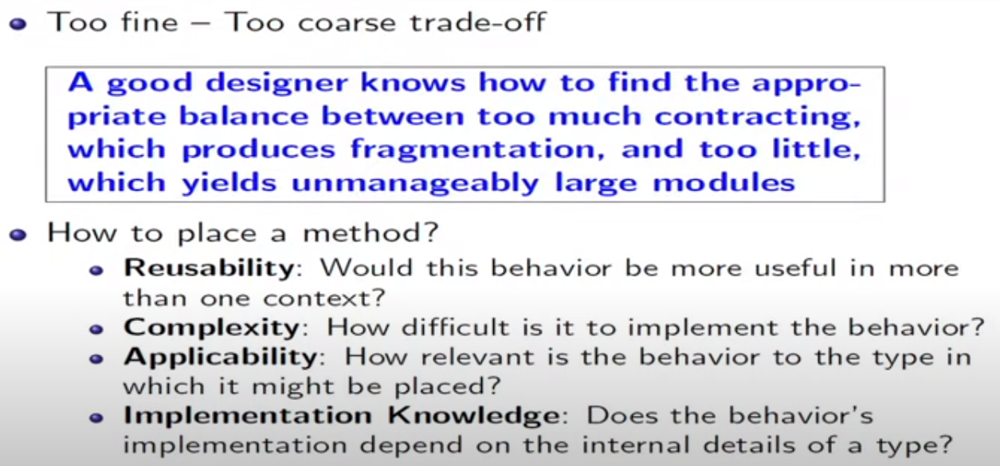 Too fine – Too coarse trade-off
A good designer knows how to find the appro-
priate balance between too much contracting,
which produces fragmentation, and too little,
which yields unmanageably large modules
How to place a method?
Reusability: Would this behavior be more useful in more
than one context?
Complexity: How difficult is it to implement the behavior?
Applicability: How relevant is the behavior to the type in
which it might be placed?
Implementation Knowledge: Does the behavior's
implementation depend on the internal details of a type?